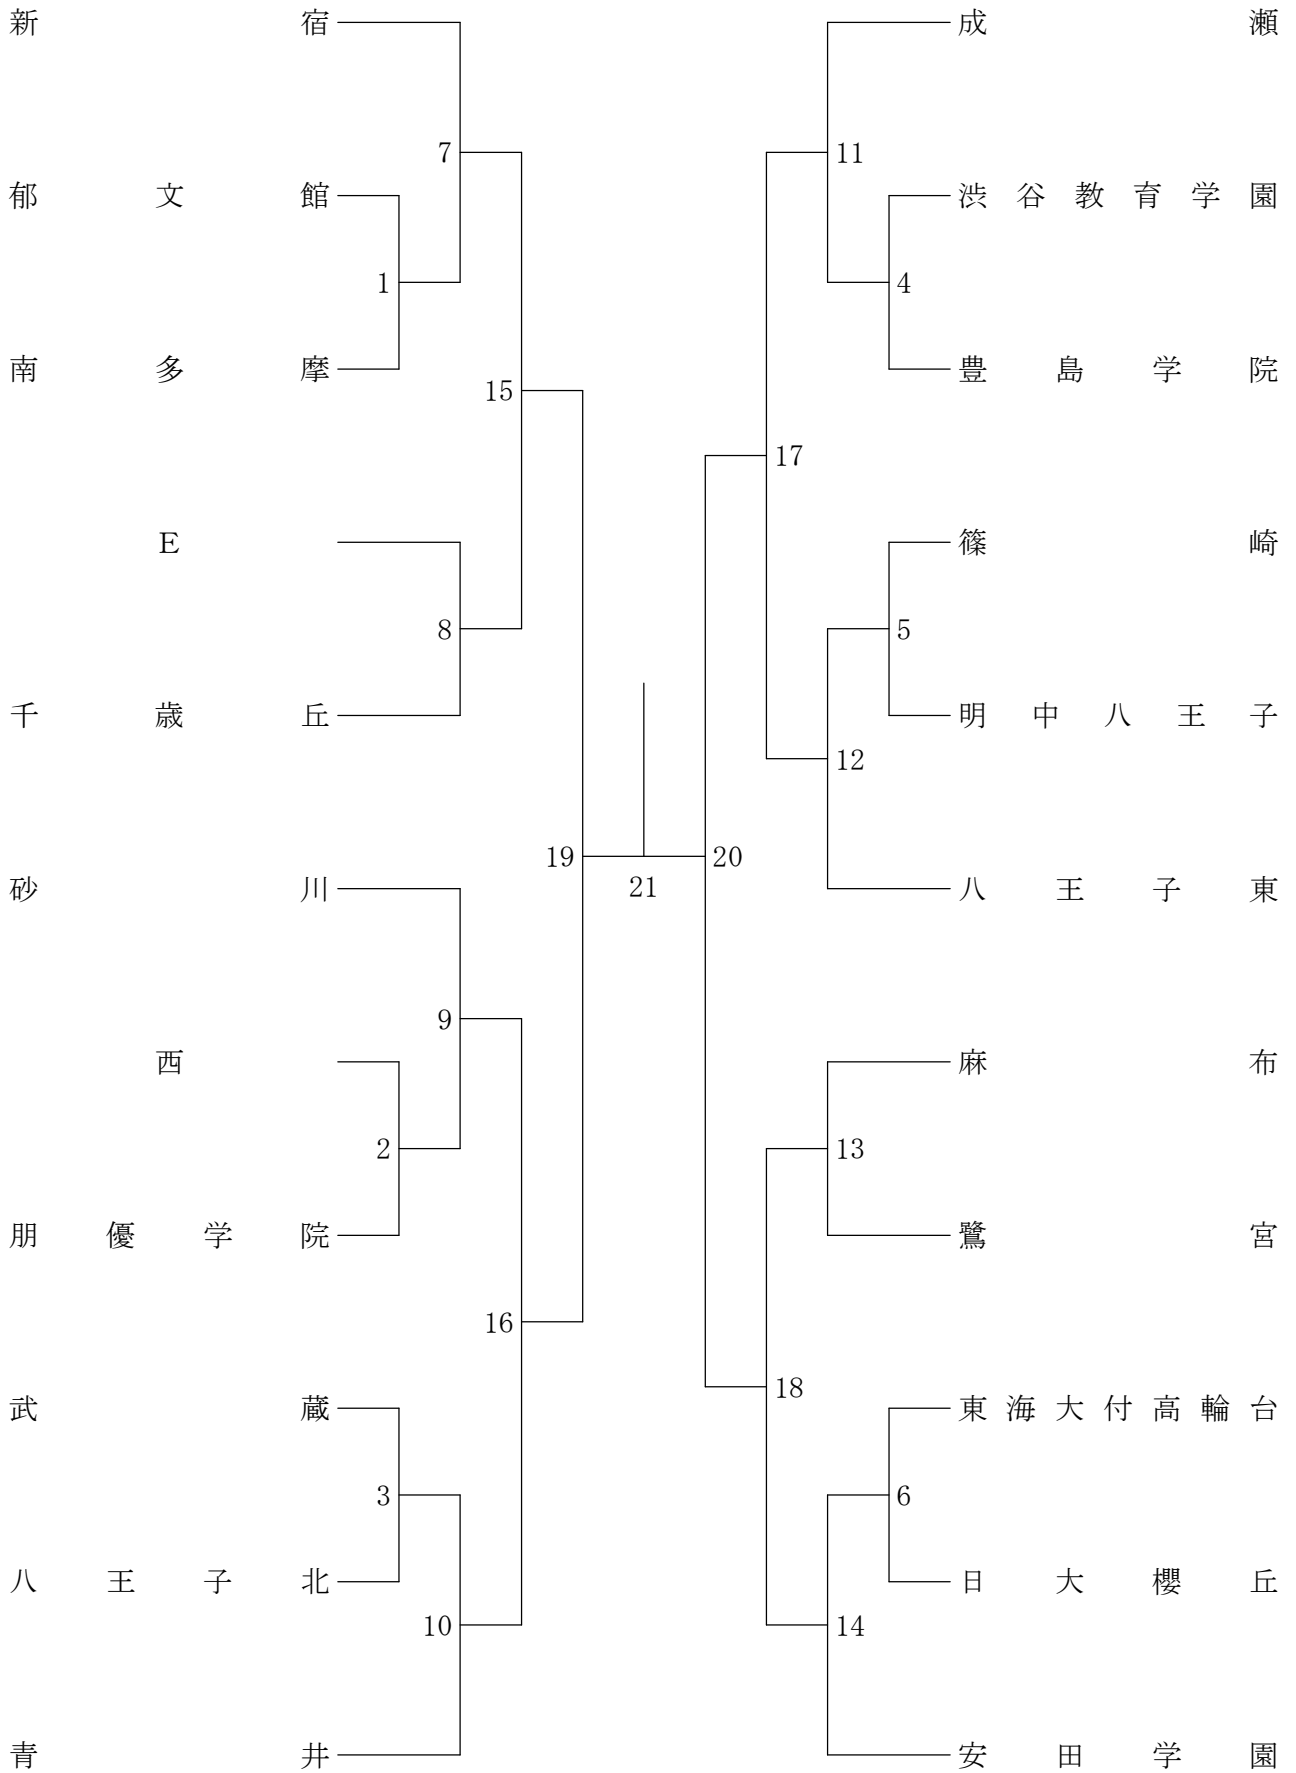 新宿
成瀬
7
11
郁文館
渋谷教育学園
1
4
南多摩
豊島学院
15
17
E
篠崎
8
5
千歳丘
明中八王子
12
19
20
21
砂川
八王子東
9
西
麻布
2
13
朋優学院
鷺宮
16
18
武蔵
東海大付高輪台
3
6
八王子北
日大櫻丘
10
14
青井
安田学園